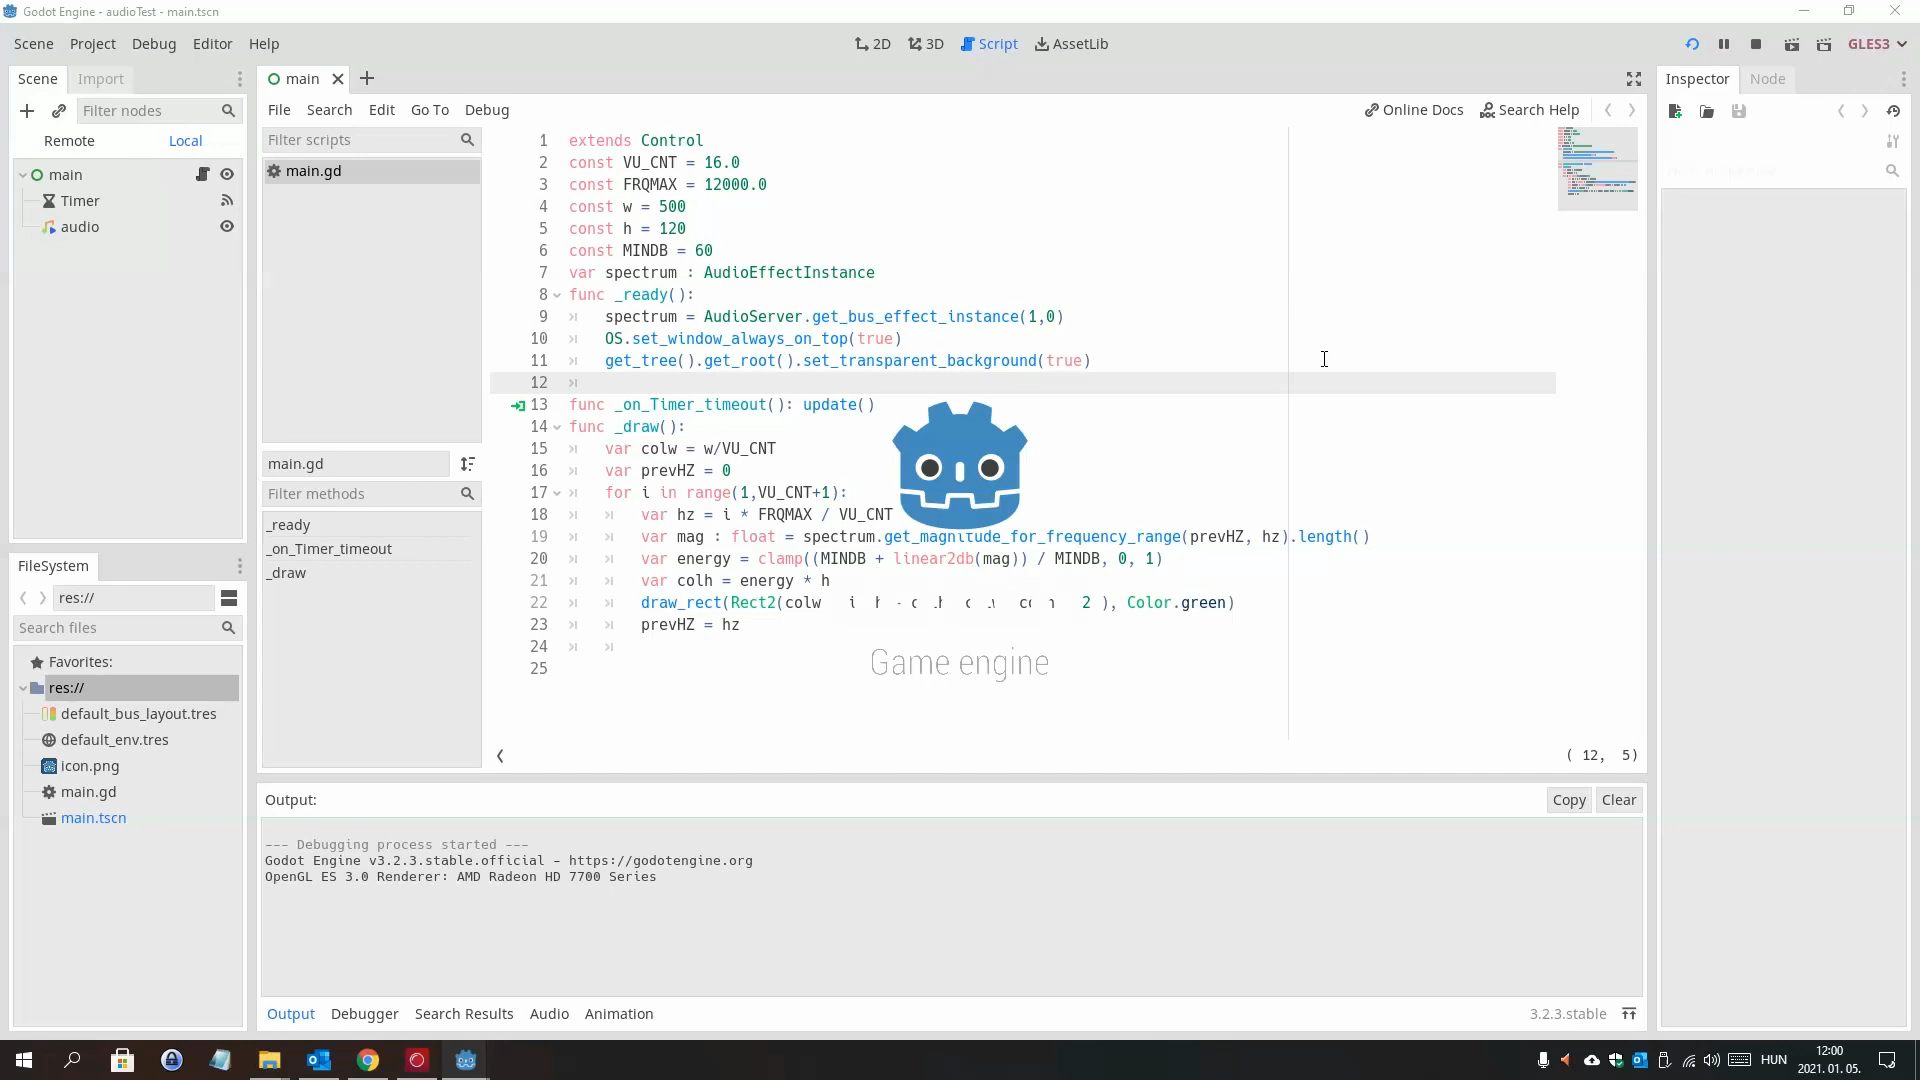 Godot Engine - audioTest - main.tscn
Scene Project Debug Editor Help
2D 3D Script AssetLib
GLES3
Scene Import
Filter nodes
Remote Local
main
Timer
audio
FileSystem
res://
Search files
Favorites:
res://
default_bus_layout.tres
default_env.tres
icon.png
main.gd
main.tscn
main
File Search Edit Go To Debug
Online Docs Search Help
Filter scripts
main.gd
main.gd
Filter methods
_ready
_on_Timer_timeout
_draw
1 extends Control
2 const VU_CNT = 16.0
3 const FRQMAX = 12000.0
4 const w = 500
5 const h = 120
6 const MINDB = 60
7 var spectrum : AudioEffectInstance
8 func _ready():
9 spectrum = AudioServer.get_bus_effect_instance(1,0)
10 OS.set_window_always_on_top(true)
11 get_tree().get_root().set_transparent_background(true)
12
13 func _on_Timer_timeout(): update()
14 func _draw():
15 var colw = w/VU_CNT
16 var prevHZ = 0
17 for i in range(1,VU_CNT+1):
18 var hz = i * FRQMAX / VU_CNT
19 var mag : float = spectrum.get_magnitude_for_frequency_range(prevHZ, hz).length()
20 var energy = clamp((MINDB + linear2db(mag)) / MINDB, 0, 1)
21 var colh = energy * h
22 draw_rect(Rect2(colw 2 ), Color.green)
23 prevHZ = hz
24
25
Game engine
( 12, 5)
Output:
Copy Clear
--- Debugging process started ---
Godot Engine v3.2.3.stable.official - https://godotengine.org
OpenGL ES 3.0 Renderer: AMD Radeon HD 7700 Series
Output Debugger Search Results Audio Animation
3.2.3.stable
Inspector Node
HUN
12:00
2021. 01. 05.